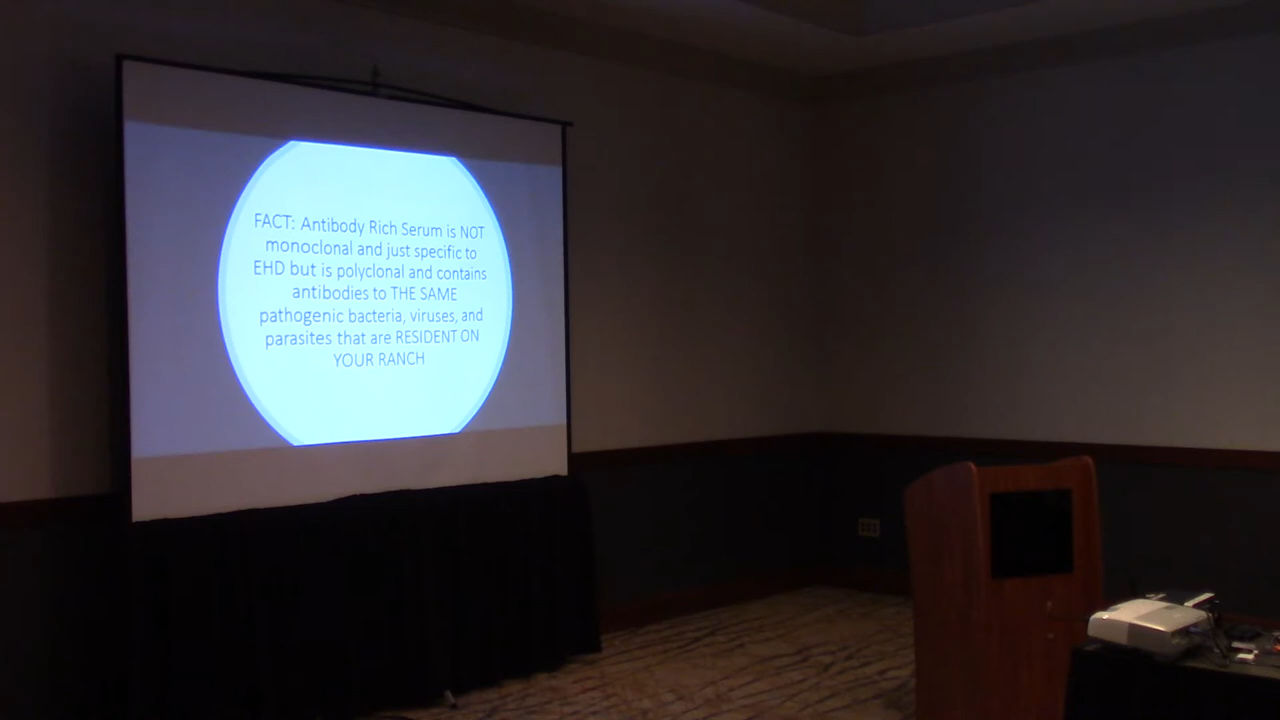 FACT: Antibody Rich Serum is NOT
monoclonal and just specific to
EHD but is polyclonal and contains
antibodies to THE SAME
pathogenic bacteria, viruses, and
parasites that are RESIDENT ON
YOUR RANCH